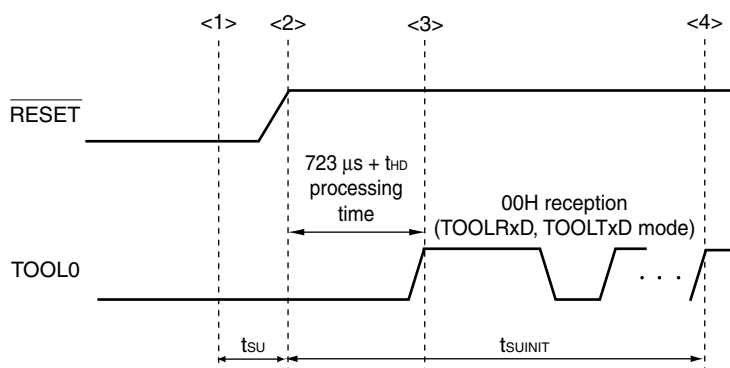 <1> <2> <3> <4>
RESET
723 μs + tHD
processing
time
00H reception
(TOOLRxD, TOOLTxD mode)
TOOL0
. . .
tSU
tSUINIT